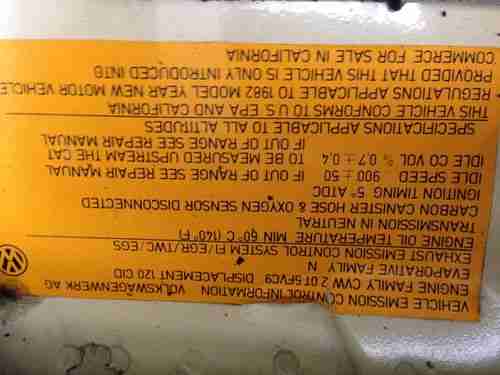 VEHICLE EMISSION CONTROL INFORMATION VOLKSWAGENWERK AG
ENGINE FAMILY CVW 2.0T 5FVC9 DISPLACEMENT 120 CID
EVAPORATIVE FAMILY N
EXHAUST EMISSION CONTROL SYSTEM FI/EGR/TWC/EGS
ENGINE OIL TEMPERATURE MIN 60°C (140°F)
TRANSMISSION IN NEUTRAL
CARBON CANISTER HOSE & OXYGEN SENSOR DISCONNECTED
IGNITION TIMING 5° ATDC
IDLE SPEED 900 ± 50 IF OUT OF RANGE SEE REPAIR MANUAL
IDLE CO VOL % 0,7 ± 0,4 TO BE MEASURED UPSTREAM THE CAT
IF OUT OF RANGE SEE REPAIR MANUAL
SPECIFICATIONS APPLICABLE TO ALL ALTITUDES
THIS VEHICLE CONFORMS TO U.S. EPA AND CALIFORNIA
REGULATIONS APPLICABLE TO 1982 MODEL YEAR NEW MOTOR VEHICLE
PROVIDED THAT THIS VEHICLE IS ONLY INTRODUCED INTO
COMMERCE FOR SALE IN CALIFORNIA